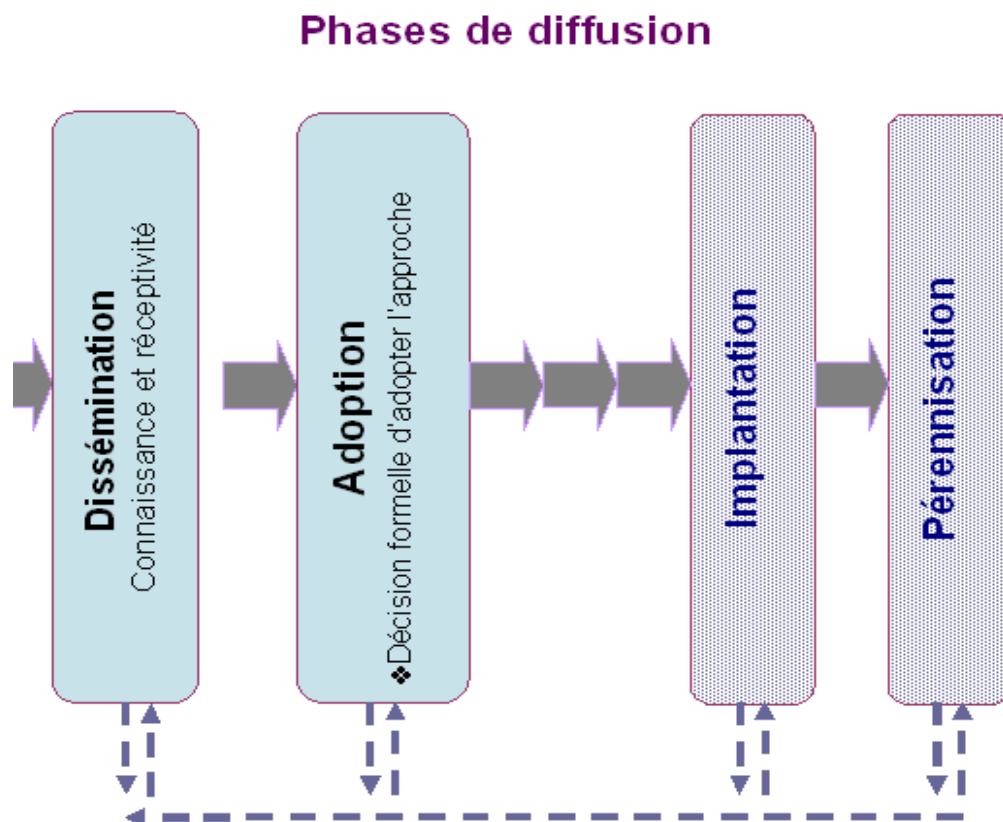 Phases de diffusion
Dissémination
Connaissance et réceptivité
Adoption
❖Décision formelle d'adopter l'approche
Implantation
Pérennisation